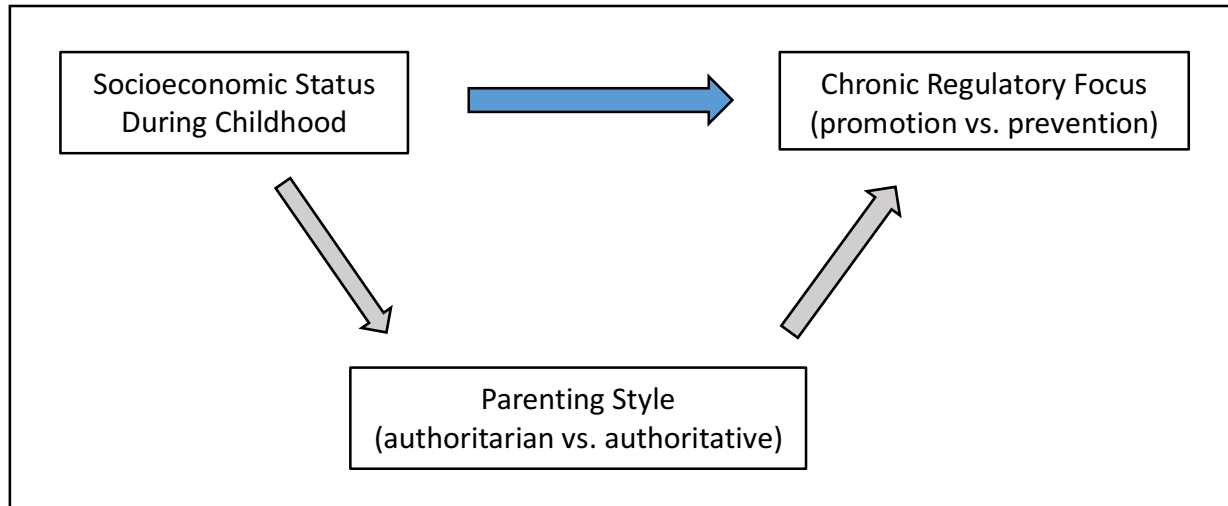 Socioeconomic Status
During Childhood
Chronic Regulatory Focus
(promotion vs. prevention)
Parenting Style
(authoritarian vs. authoritative)